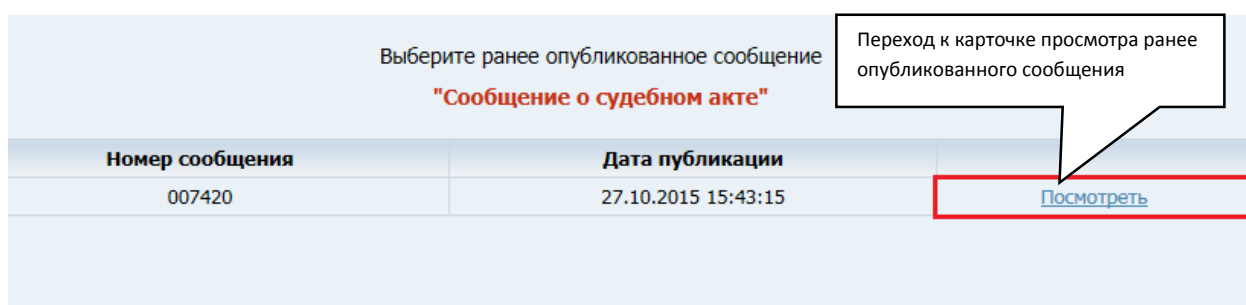 Выберите ранее опубликованное сообщение
"Сообщение о судебном акте"
Переход к карточке просмотра ранее
опубликованного сообщения
Номер сообщения Дата публикации
007420 27.10.2015 15:43:15 Посмотреть